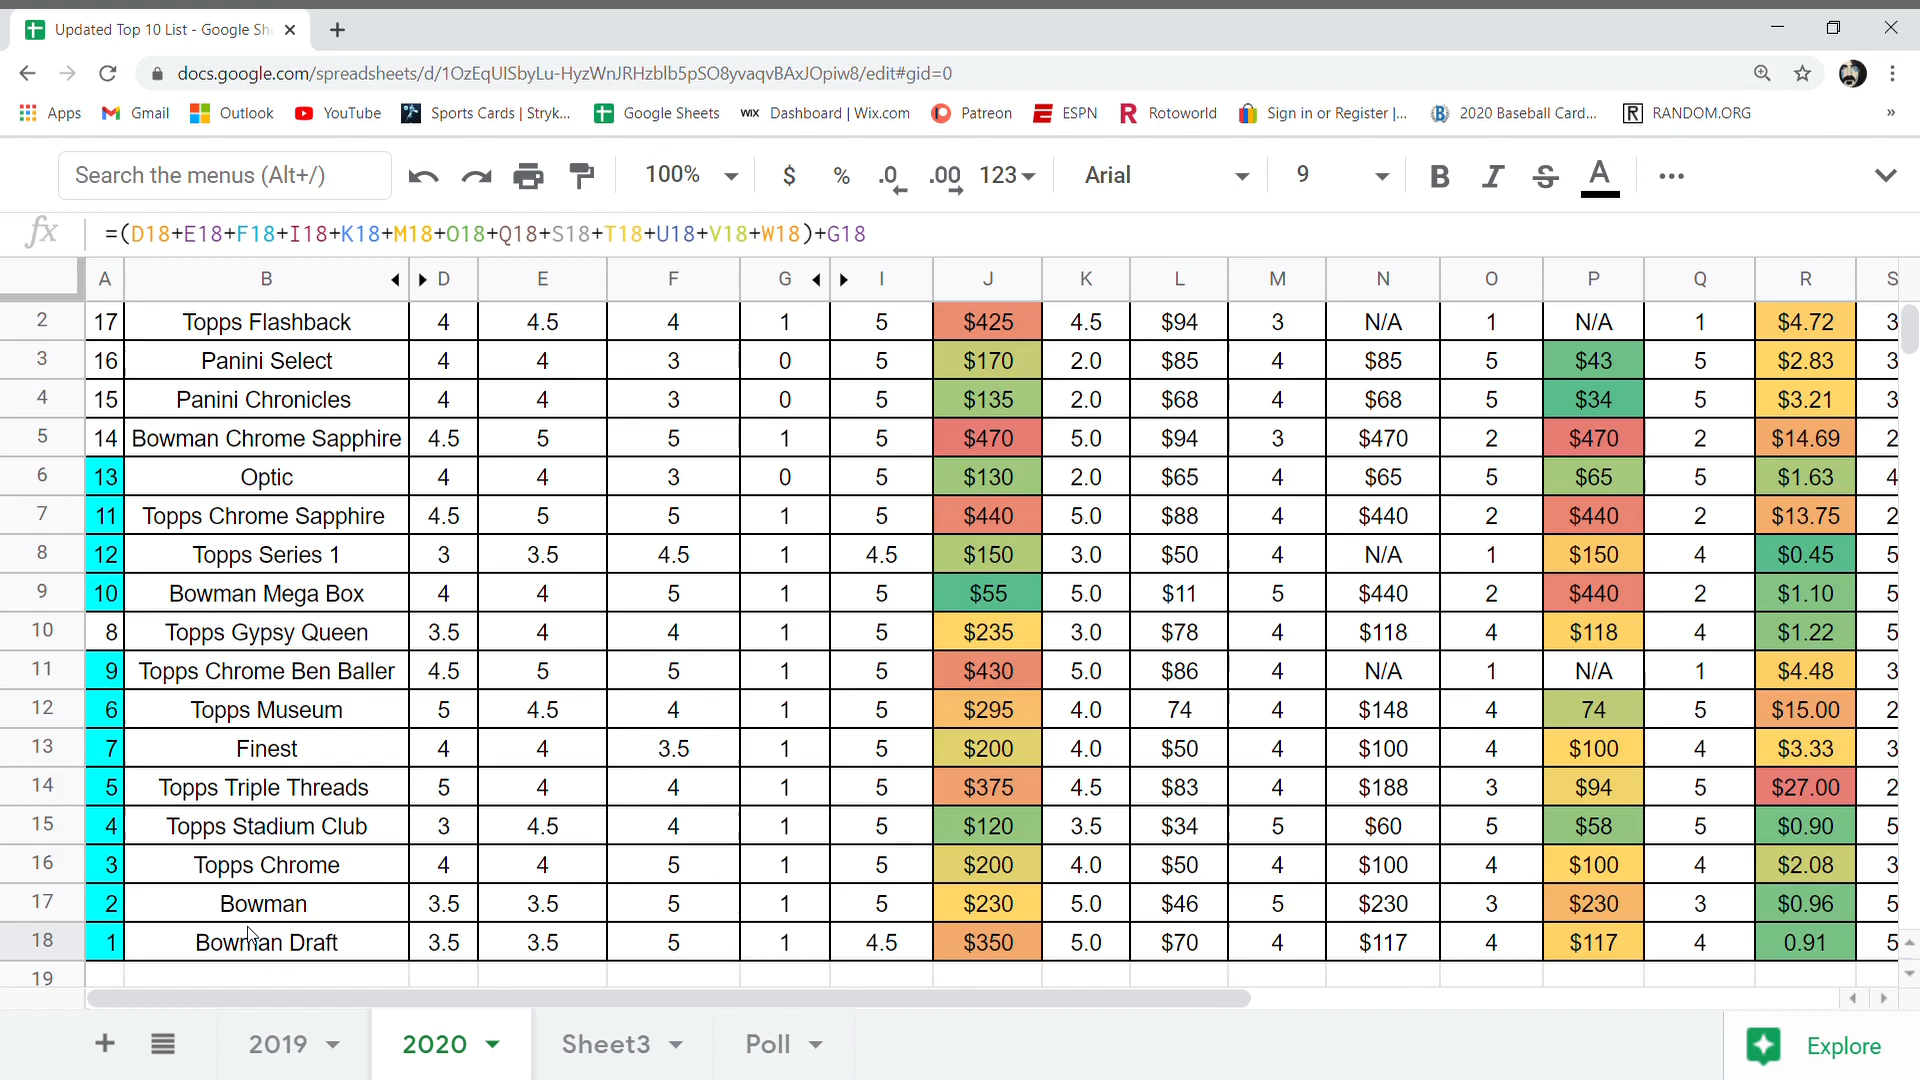 Updated Top 10 List - Google Sh
docs.google.com/spreadsheets/d/1OzEqUISbyLu-HyzWnJRHzblb5pSO8yvaqvBAxJOpiw8/edit#gid=0
Apps Gmail Outlook YouTube Sports Cards | Stryk... Google Sheets WIX Dashboard | Wix.com Patreon ESPN R Rotoworld Sign in or Register |... B 2020 Baseball Card... R RANDOM.ORG »
Search the menus (Alt+/) 100% $ % .0 .00 123 Arial 9 B I S A ...
fx =(D18+E18+F18+I18+K18+M18+O18+Q18+S18+T18+U18+V18+W18)+G18
A B D E F G I J K L M N O P Q R S
2 17 Topps Flashback 4 4.5 4 1 5 $425 4.5 $94 3 N/A 1 N/A 1 $4.72 3
3 16 Panini Select 4 4 3 0 5 $170 2.0 $85 4 $85 5 $43 5 $2.83 3
4 15 Panini Chronicles 4 4 3 0 5 $135 2.0 $68 4 $68 5 $34 5 $3.21 3
5 14 Bowman Chrome Sapphire 4.5 5 5 1 5 $470 5.0 $94 3 $470 2 $470 2 $14.69 2
6 13 Optic 4 4 3 0 5 $130 2.0 $65 4 $65 5 $65 5 $1.63 4
7 11 Topps Chrome Sapphire 4.5 5 5 1 5 $440 5.0 $88 4 $440 2 $440 2 $13.75 2
8 12 Topps Series 1 3 3.5 4.5 1 4.5 $150 3.0 $50 4 N/A 1 $150 4 $0.45 5
9 10 Bowman Mega Box 4 4 5 1 5 $55 5.0 $11 5 $440 2 $440 2 $1.10 5
10 8 Topps Gypsy Queen 3.5 4 4 1 5 $235 3.0 $78 4 $118 4 $118 4 $1.22 5
11 9 Topps Chrome Ben Baller 4.5 5 5 1 5 $430 5.0 $86 4 N/A 1 N/A 1 $4.48 3
12 6 Topps Museum 5 4.5 4 1 5 $295 4.0 74 4 $148 4 74 5 $15.00 2
13 7 Finest 4 4 3.5 1 5 $200 4.0 $50 4 $100 4 $100 4 $3.33 3
14 5 Topps Triple Threads 5 4 4 1 5 $375 4.5 $83 4 $188 3 $94 5 $27.00 2
15 4 Topps Stadium Club 3 4.5 4 1 5 $120 3.5 $34 5 $60 5 $58 5 $0.90 5
16 3 Topps Chrome 4 4 5 1 5 $200 4.0 $50 4 $100 4 $100 4 $2.08 3
17 2 Bowman 3.5 3.5 5 1 5 $230 5.0 $46 5 $230 3 $230 3 $0.96 5
18 1 Bowman Draft 3.5 3.5 5 1 4.5 $350 5.0 $70 4 $117 4 $117 4 0.91 5
19
2019 2020 Sheet3 Poll Explore